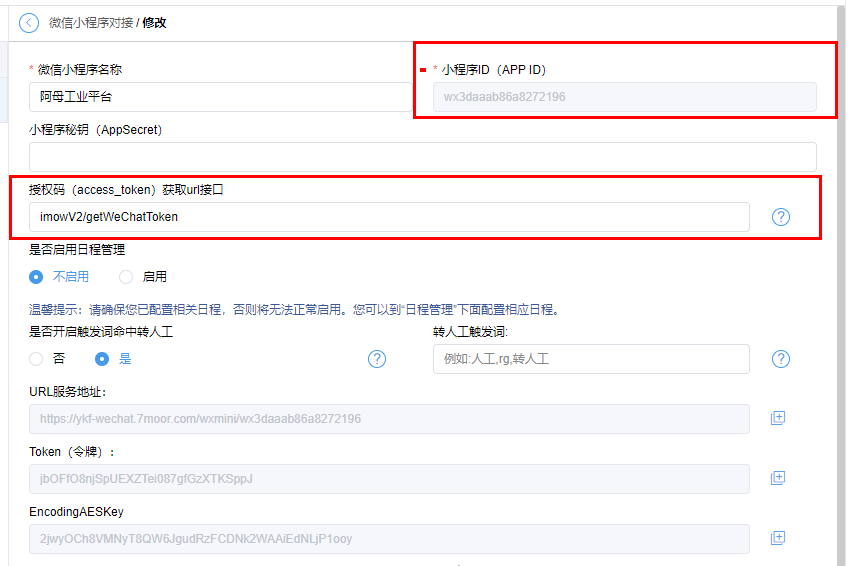 微信小程序对接 / 修改
* 微信小程序名称
* 小程序ID（APP ID）
阿母工业平台
wx3daaab86a8272196
小程序秘钥（AppSecret）
授权码（access_token）获取url接口
imowV2/getWeChatToken
是否启用日程管理
不启用 启用
温馨提示：请确保您已配置相关日程，否则将无法正常启用。您可以到“日程管理”下面配置相应日程。
是否开启触发词命中转人工
转人工触发词:
否 是
例如:人工,rg,转人工
URL服务地址：
https://ykf-wechat.7moor.com/wxmini/wx3daaab86a8272196
Token（令牌）：
jbOFfO8njSpUEXZTei087gfGzXTKSppJ
EncodingAESKey
2jwyOCh8VMNyT8QW6JgudRzFCDNk2WAAiEdNLjP1ooy